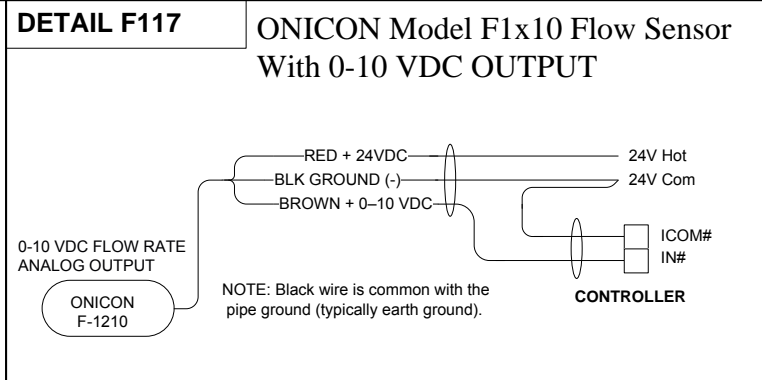 DETAIL F117
ONICON Model F1x10 Flow Sensor
With 0-10 VDC OUTPUT
RED + 24VDC
24V Hot
BLK GROUND (-)
24V Com
BROWN + 0–10 VDC
ICOM#
IN#
CONTROLLER
0-10 VDC FLOW RATE
ANALOG OUTPUT
ONICON
F-1210
NOTE: Black wire is common with the
pipe ground (typically earth ground).